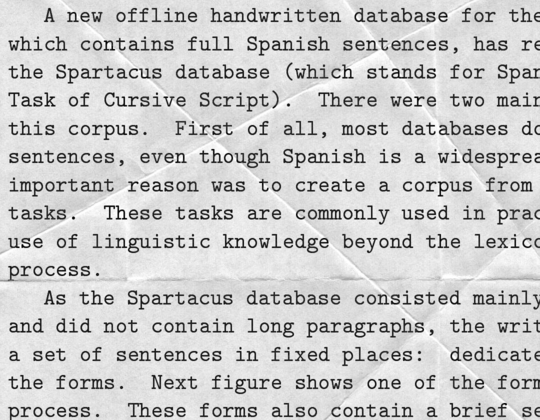 A new offline handwritten database for the
which contains full Spanish sentences, has re
the Spartacus database (which stands for Span
Task of Cursive Script). There were two main
this corpus. First of all, most databases do
sentences, even though Spanish is a widesprea
important reason was to create a corpus from
tasks. These tasks are commonly used in prac
use of linguistic knowledge beyond the lexico
process.
As the Spartacus database consisted mainly
and did not contain long paragraphs, the writ
a set of sentences in fixed places: dedicate
the forms. Next figure shows one of the form
process. These forms also contain a brief se